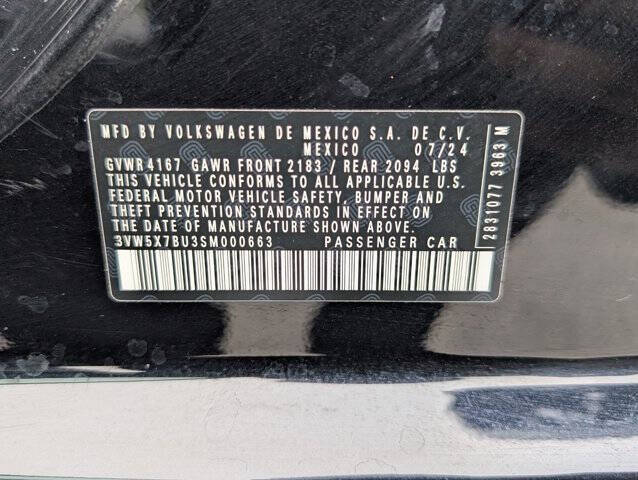 MFD BY VOLKSWAGEN DE MEXICO S.A. DE C.V.
MEXICO 07/24
GVWR 4167 GAWR FRONT 2183 / REAR 2094 LBS
THIS VEHICLE CONFORMS TO ALL APPLICABLE U.S.
FEDERAL MOTOR VEHICLE SAFETY, BUMPER AND
THEFT PREVENTION STANDARDS IN EFFECT ON
THE DATE OF MANUFACTURE SHOWN ABOVE.
3VW5X7BU3SM000663 PASSENGER CAR
2831077 3963 M